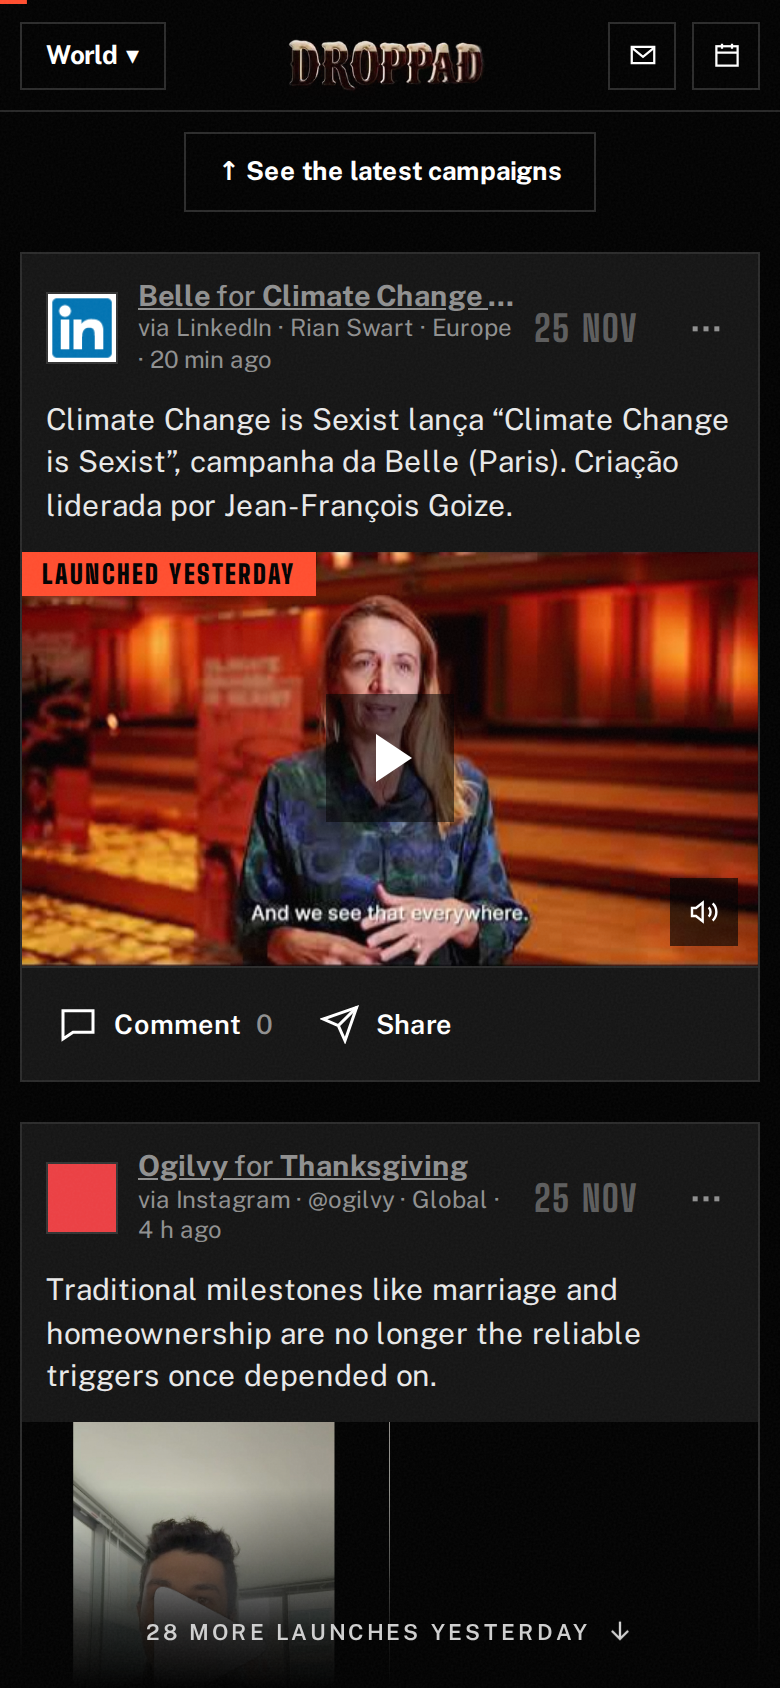 World ▾
DROPPAD
↑ See the latest campaigns
in
Belle for Climate Change ...
via LinkedIn · Rian Swart · Europe
· 20 min ago
25 NOV
Climate Change is Sexist lança “Climate Change
is Sexist”, campanha da Belle (Paris). Criação
liderada por Jean-François Goize.
LAUNCHED YESTERDAY
And we see that everywhere.
Comment 0
Share
Ogilvy for Thanksgiving
via Instagram · @ogilvy · Global ·
4 h ago
25 NOV
Traditional milestones like marriage and
homeownership are no longer the reliable
triggers once depended on.
28 MORE LAUNCHES YESTERDAY ↓